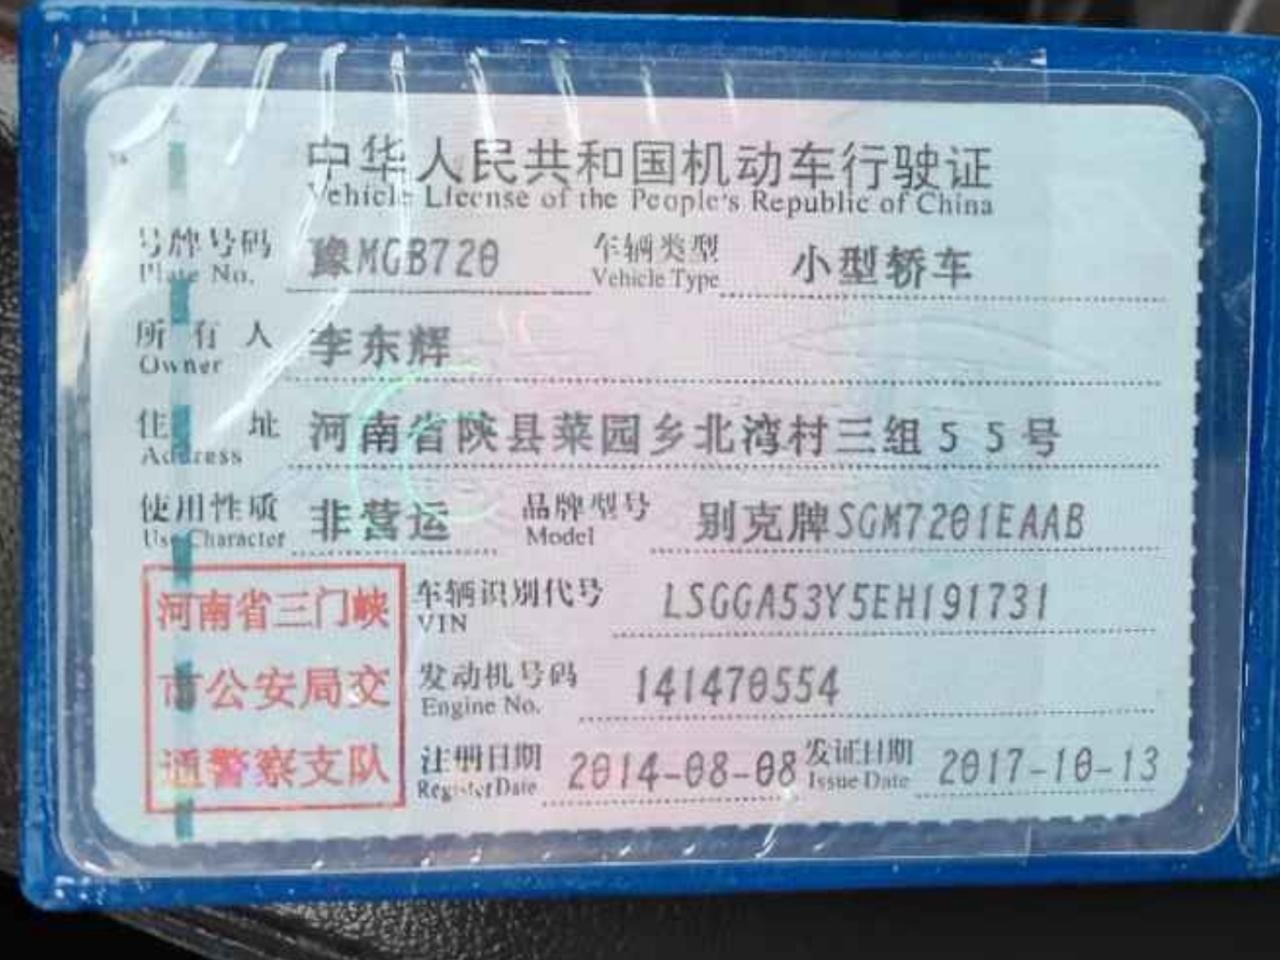 中华人民共和国机动车行驶证
Vehicle License of the People's Republic of China
号牌号码 豫MGB720 车辆类型 小型轿车
Plate No. Vehicle Type
所有人 李东辉
Owner
住址 河南省陕县菜园乡北湾村三组55号
Address
使用性质 非营运 品牌型号 别克牌SGM7201EAAB
Use Character Model
河南省三门峡 车辆识别代号 LSGGA53Y5EH191731
VIN
市公安局交 发动机号码 141470554
Engine No.
通警察支队 注册日期 2014-08-08 发证日期 2017-10-13
Register Date Issue Date